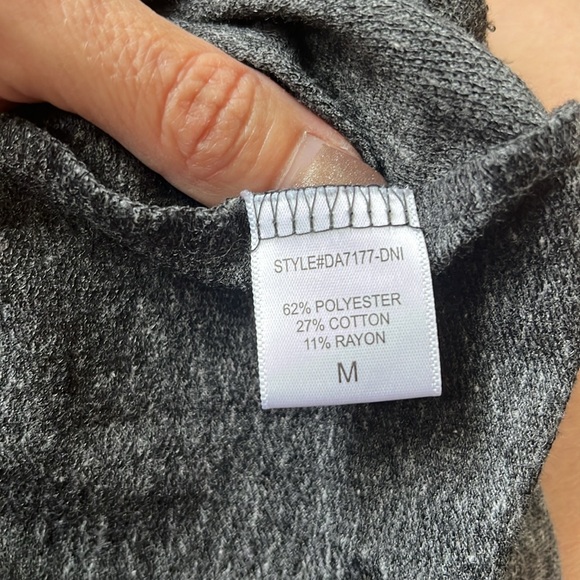 STYLE#DA7177-DNI
62% POLYESTER
27% COTTON
11% RAYON
M